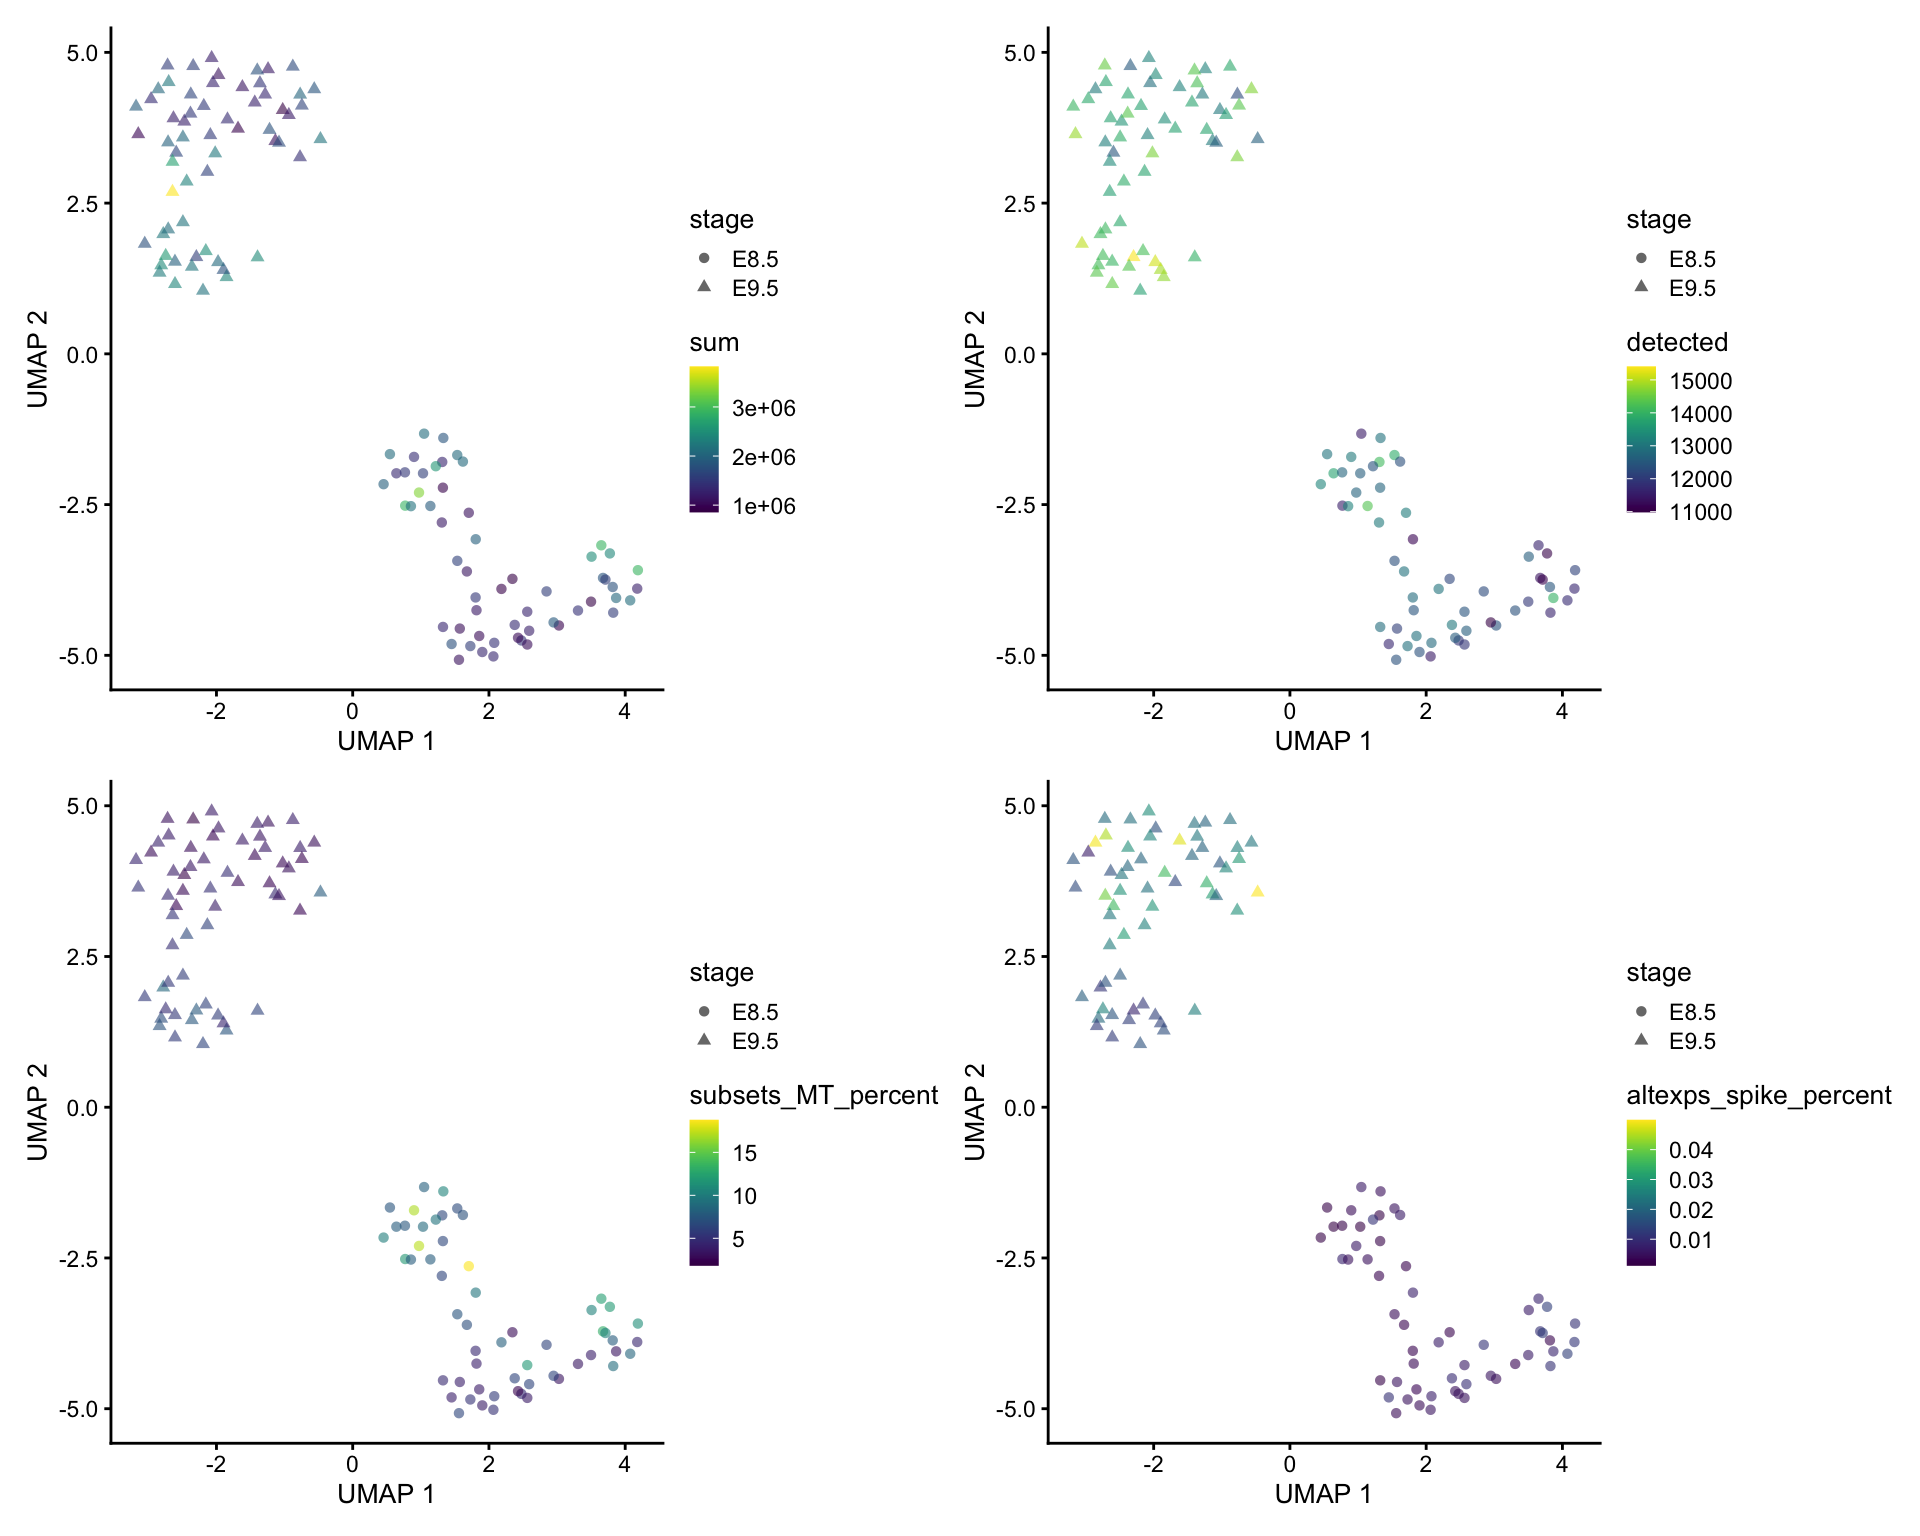 5.0
2.5
0.0
-2.5
-5.0
UMAP 2
-2 0 2 4
UMAP 1
stage
E8.5
E9.5
sum
3e+06
2e+06
1e+06
5.0
2.5
0.0
-2.5
-5.0
UMAP 2
-2 0 2 4
UMAP 1
stage
E8.5
E9.5
detected
15000
14000
13000
12000
11000
5.0
2.5
0.0
-2.5
-5.0
UMAP 2
-2 0 2 4
UMAP 1
stage
E8.5
E9.5
subsets_MT_percent
15
10
5
5.0
2.5
0.0
-2.5
-5.0
UMAP 2
-2 0 2 4
UMAP 1
stage
E8.5
E9.5
altexps_spike_percent
0.04
0.03
0.02
0.01